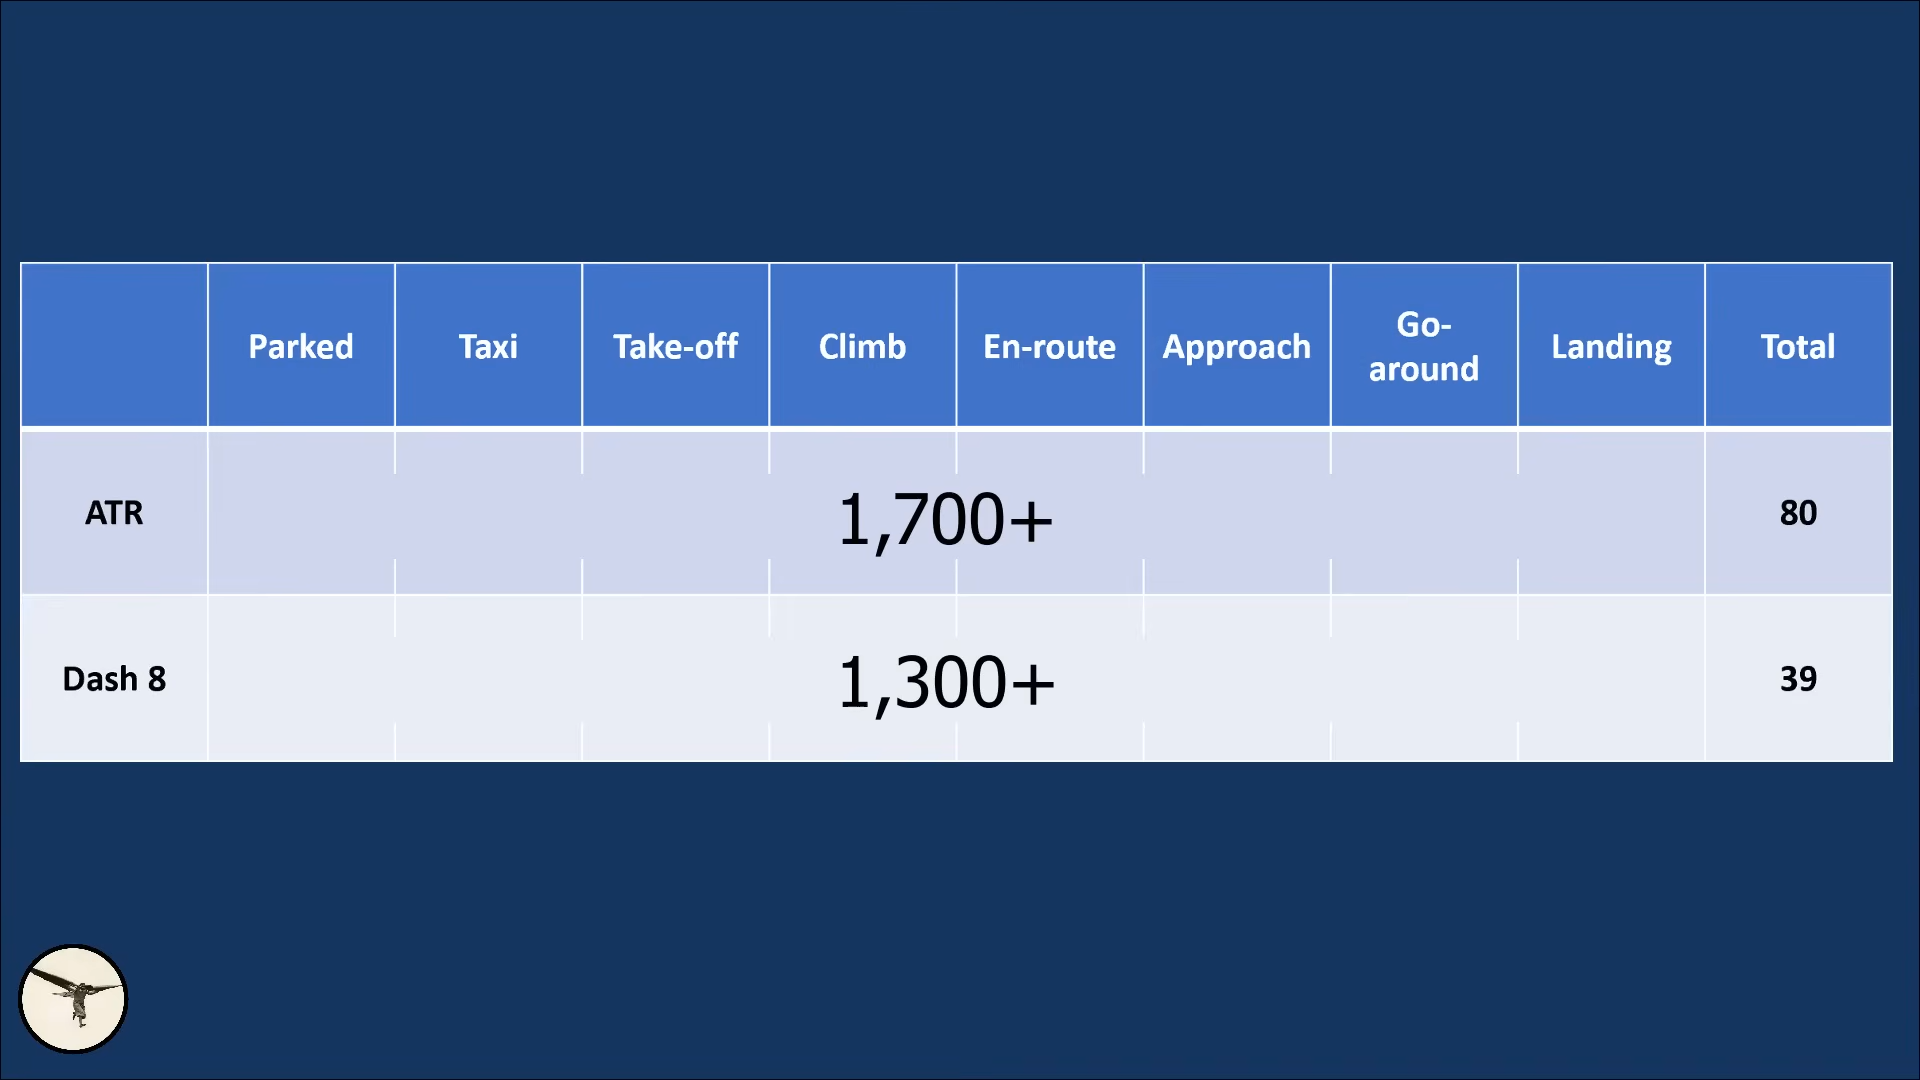 Parked Taxi Take-off Climb En-route Approach Go-
around Landing Total
ATR 1,700+ 80
Dash 8 1,300+ 39